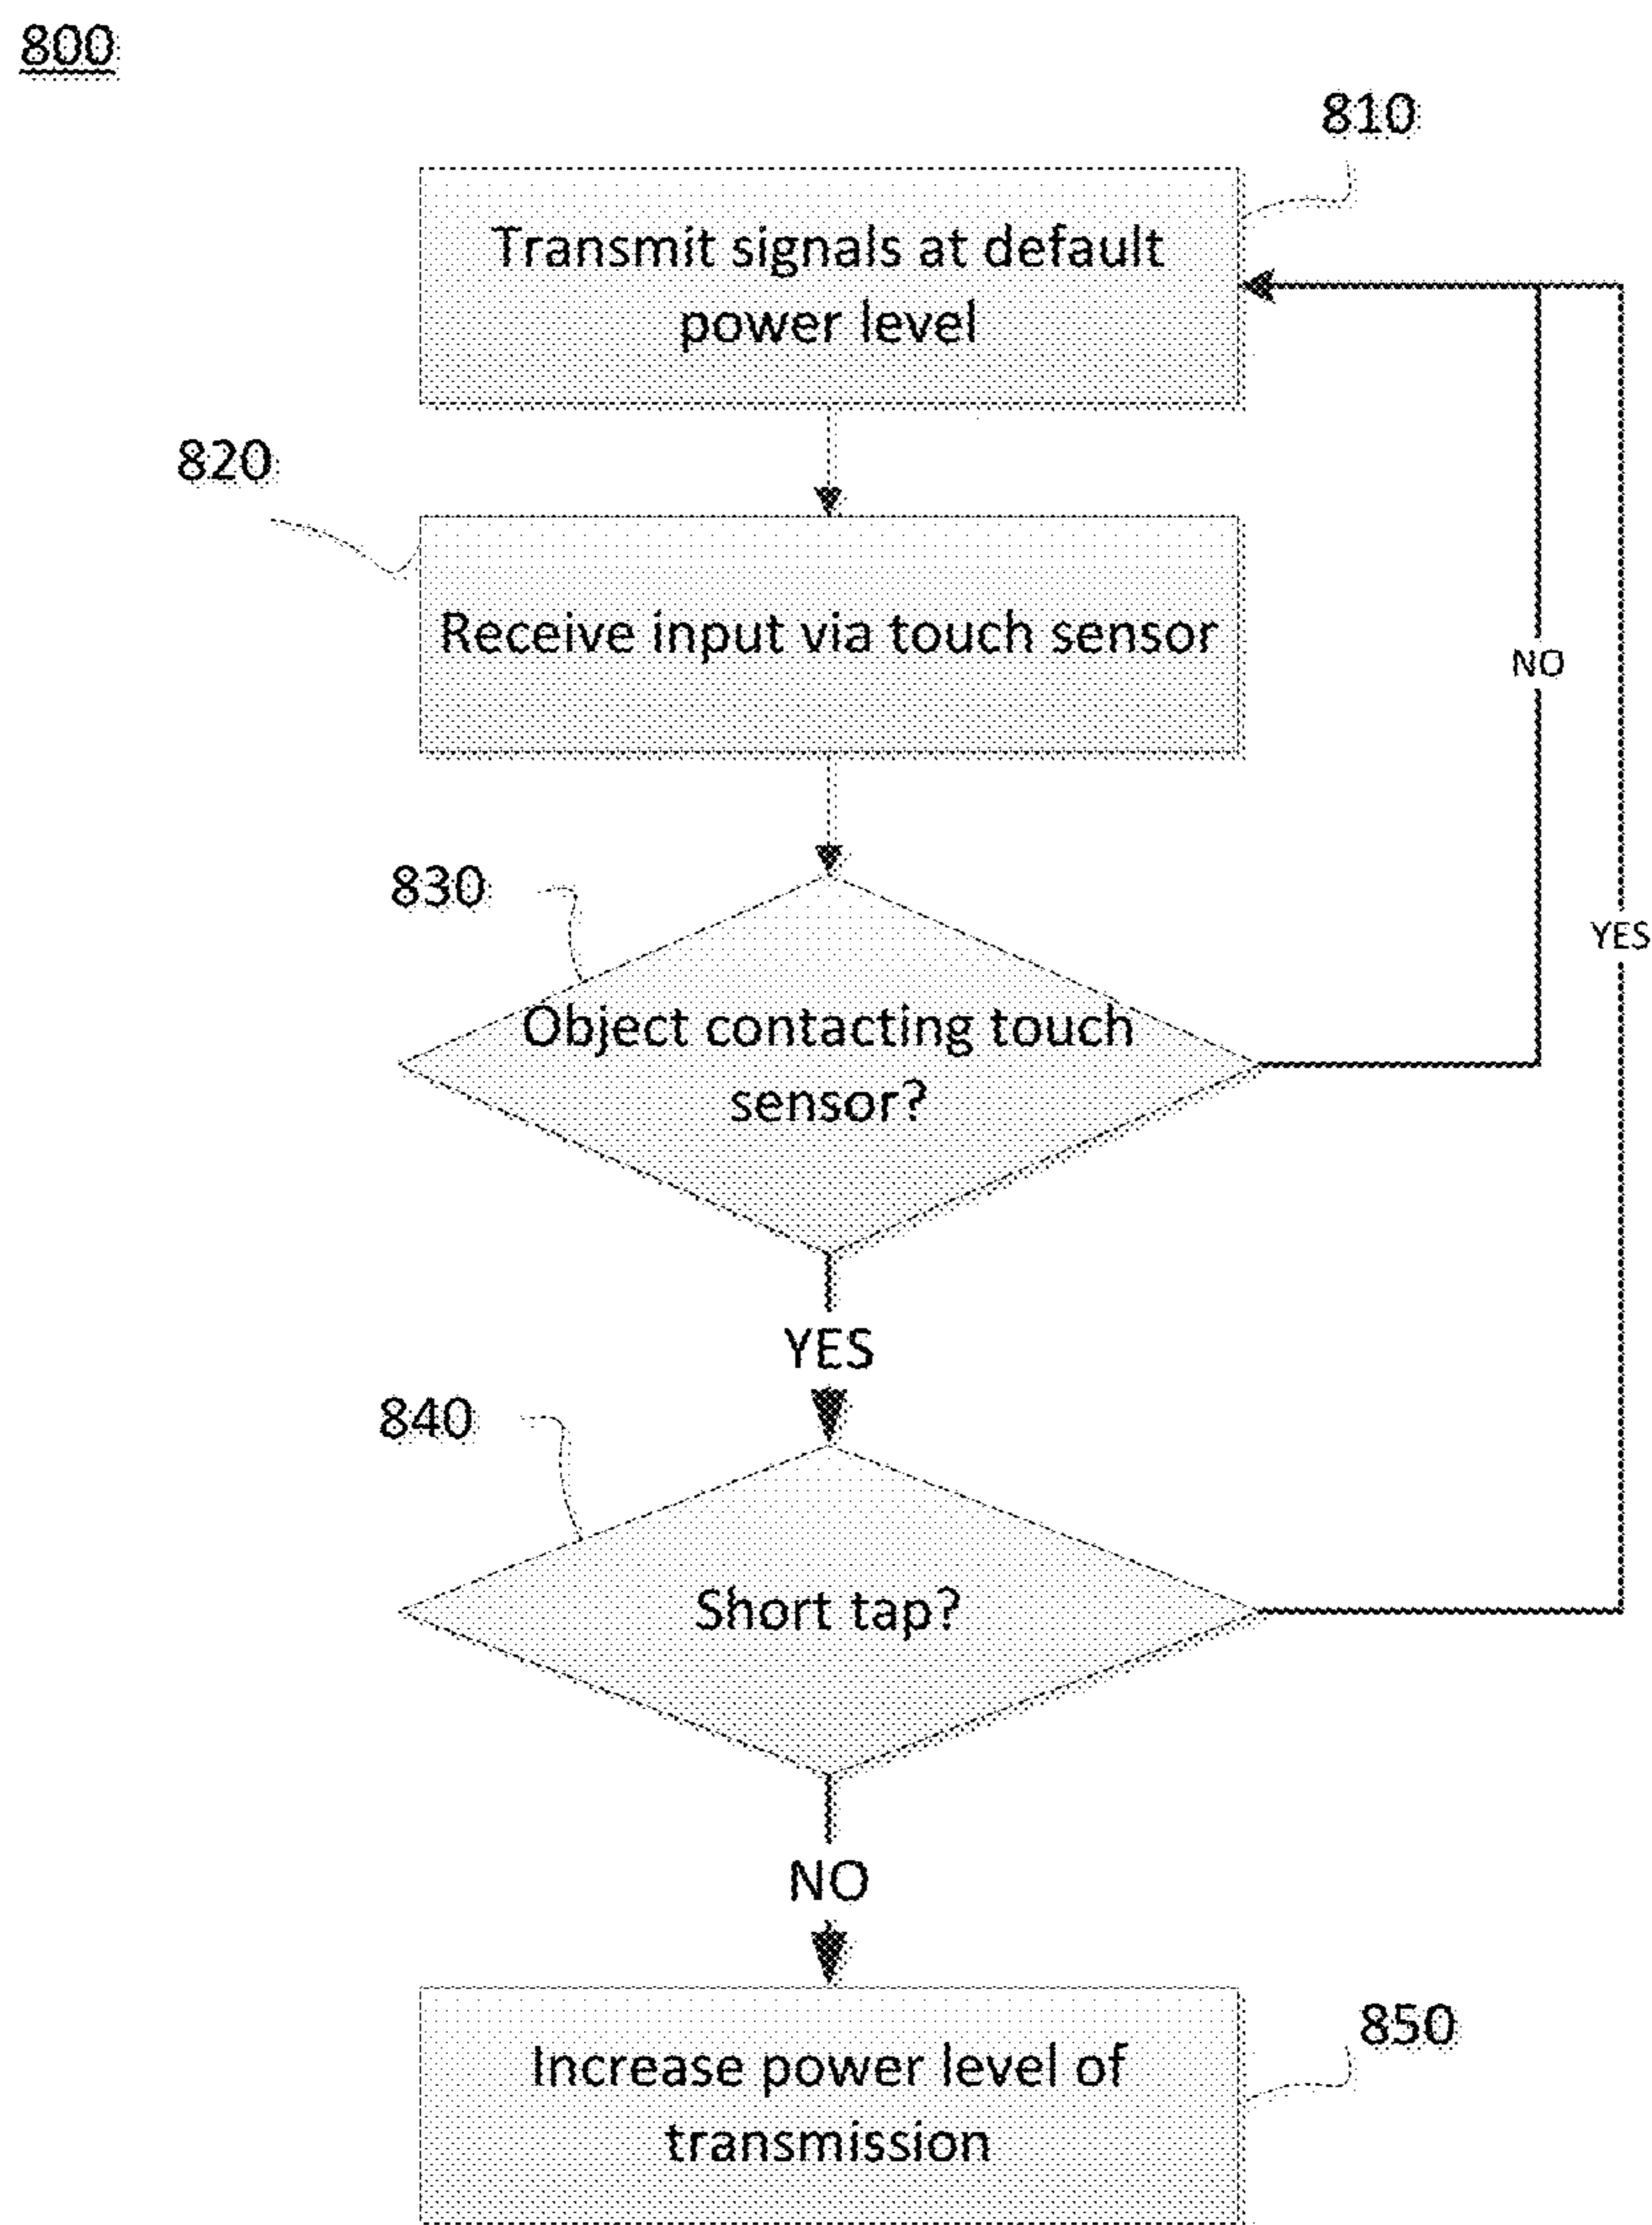 800
810
Transmit signals at default
power level
820
Receive input via touch sensor
NO
830
YES
Object contacting touch
sensor?
YES
840
Short tap?
NO
850
Increase power level of
transmission